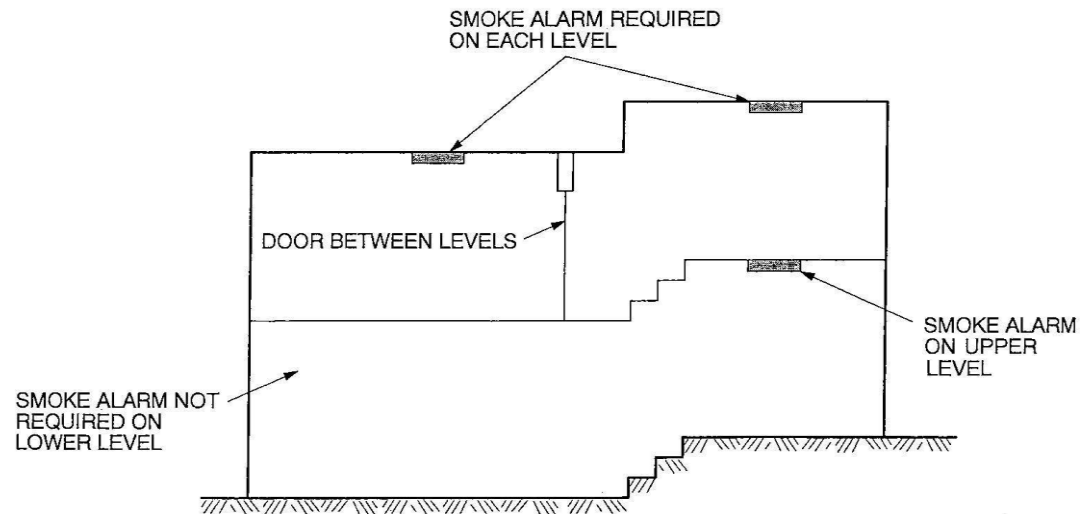 SMOKE ALARM REQUIRED
ON EACH LEVEL
DOOR BETWEEN LEVELS
SMOKE ALARM
ON UPPER
LEVEL
SMOKE ALARM NOT
REQUIRED ON
LOWER LEVEL